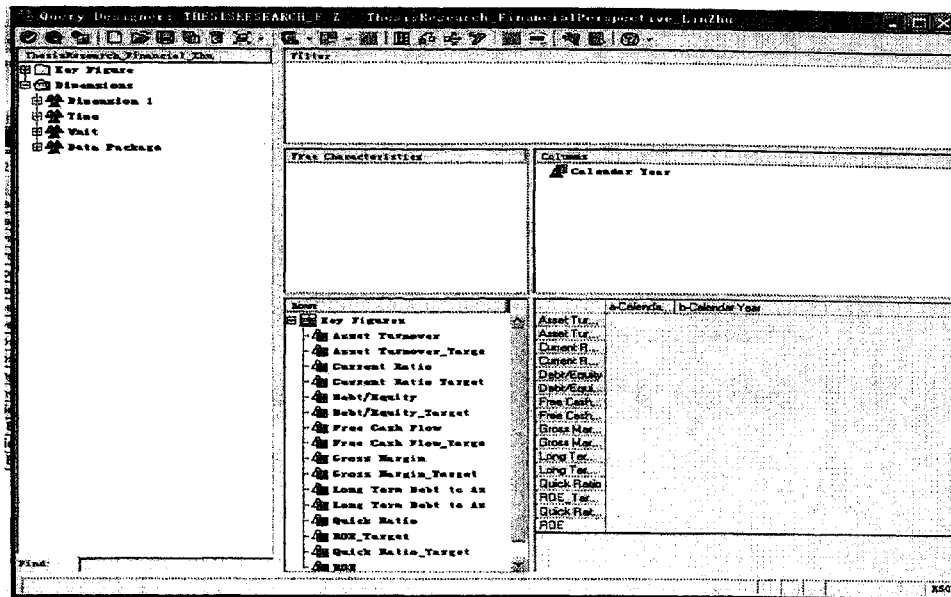 Query Designer: THESISRESEARCH_F_Z - ThesisResearch_FinancialPerspective_LinZhu
ThesisResearch_Financial_Zhu
Key Figure
Dimensions
Dimension 1
Time
Unit
Data Package
Filter
Free Characteristics
Columns
Calendar Year
Rows
Key Figures
Asset Turnover
Asset Turnover_Targe
Current Ratio
Current Ratio Target
Debt/Equity
Debt/Equity_Target
Free Cash Flow
Free Cash Flow_Targe
Gross Margin
Gross Margin_Target
Long Term Debt to As
Long Term Debt to As
Quick Ratio
ROE_Target
Quick Ratio_Target
ROE
a-Calenda...
b-Calendar Year
Asset Tur...
Asset Tur...
Current R...
Current R...
Debt/Equity
Debt/Equi...
Free Cash...
Free Cash...
Gross Mar...
Gross Mar...
Long Ter...
Long Ter...
Quick Ratio
ROE_Tar...
Quick Rat...
ROE
Find: